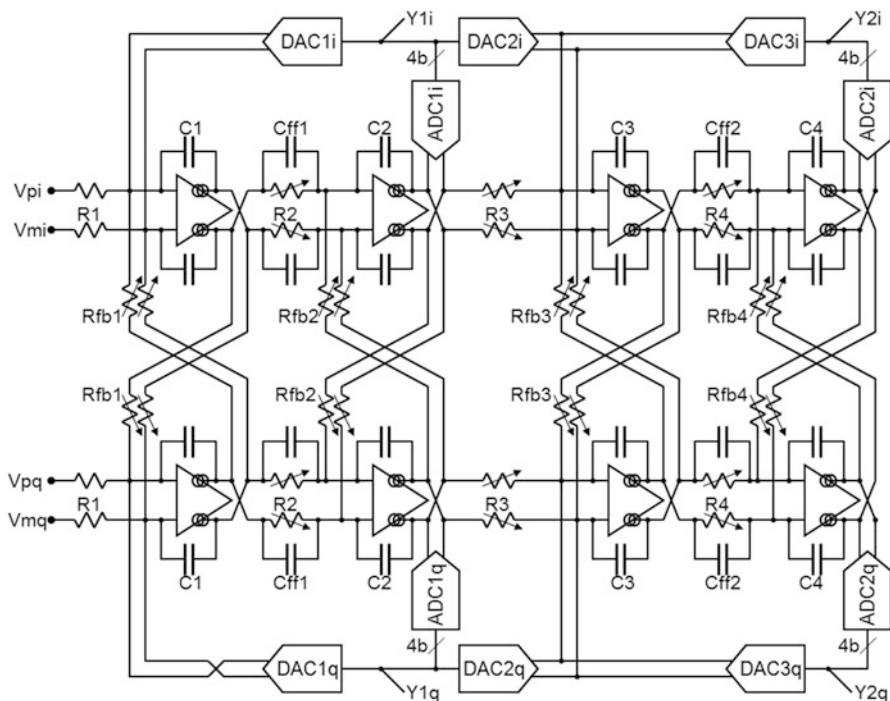 Y1i Y2i
DAC1i DAC2i DAC3i
4b 4b
ADC1i ADC2i
C1 Cff1 C2 C3 Cff2 C4
Vpi
R1 R2 R3 R4
Vmi
Rfb1 Rfb2 Rfb3 Rfb4
Rfb1 Rfb2 Rfb3 Rfb4
Vpq
R1 R2 R3 R4
Vmq
C1 Cff1 C2 C3 Cff2 C4
ADC1q ADC2q
4b 4b
DAC1q DAC2q DAC3q
Y1q Y2q